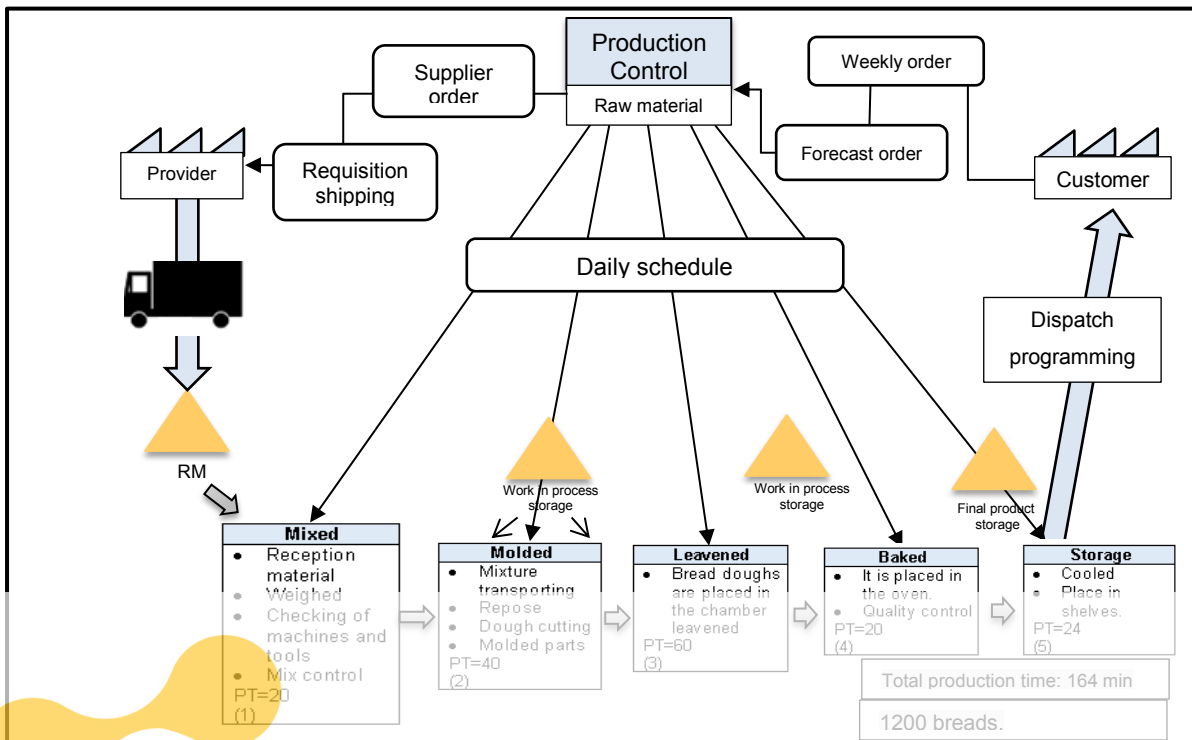 Production
Control
Raw material
Supplier
order
Weekly order
Forecast order
Provider
Requisition
shipping
Customer
Daily schedule
Dispatch
programming
RM
Work in process
storage
Work in process
storage
Final product
storage
Mixed
• Reception
material
• Weighed
• Checking of
machines and
tools
• Mix control
PT=20
(1)
Molded
• Mixture
transporting
• Repose
• Dough cutting
• Molded parts
PT=40
(2)
Leavened
• Bread doughs
are placed in
the chamber
leavened
PT=60
(3)
Baked
• It is placed in
the oven.
• Quality control
PT=20
(4)
Storage
• Cooled
• Place in
shelves.
PT=24
(5)
Total production time: 164 min
1200 breads.